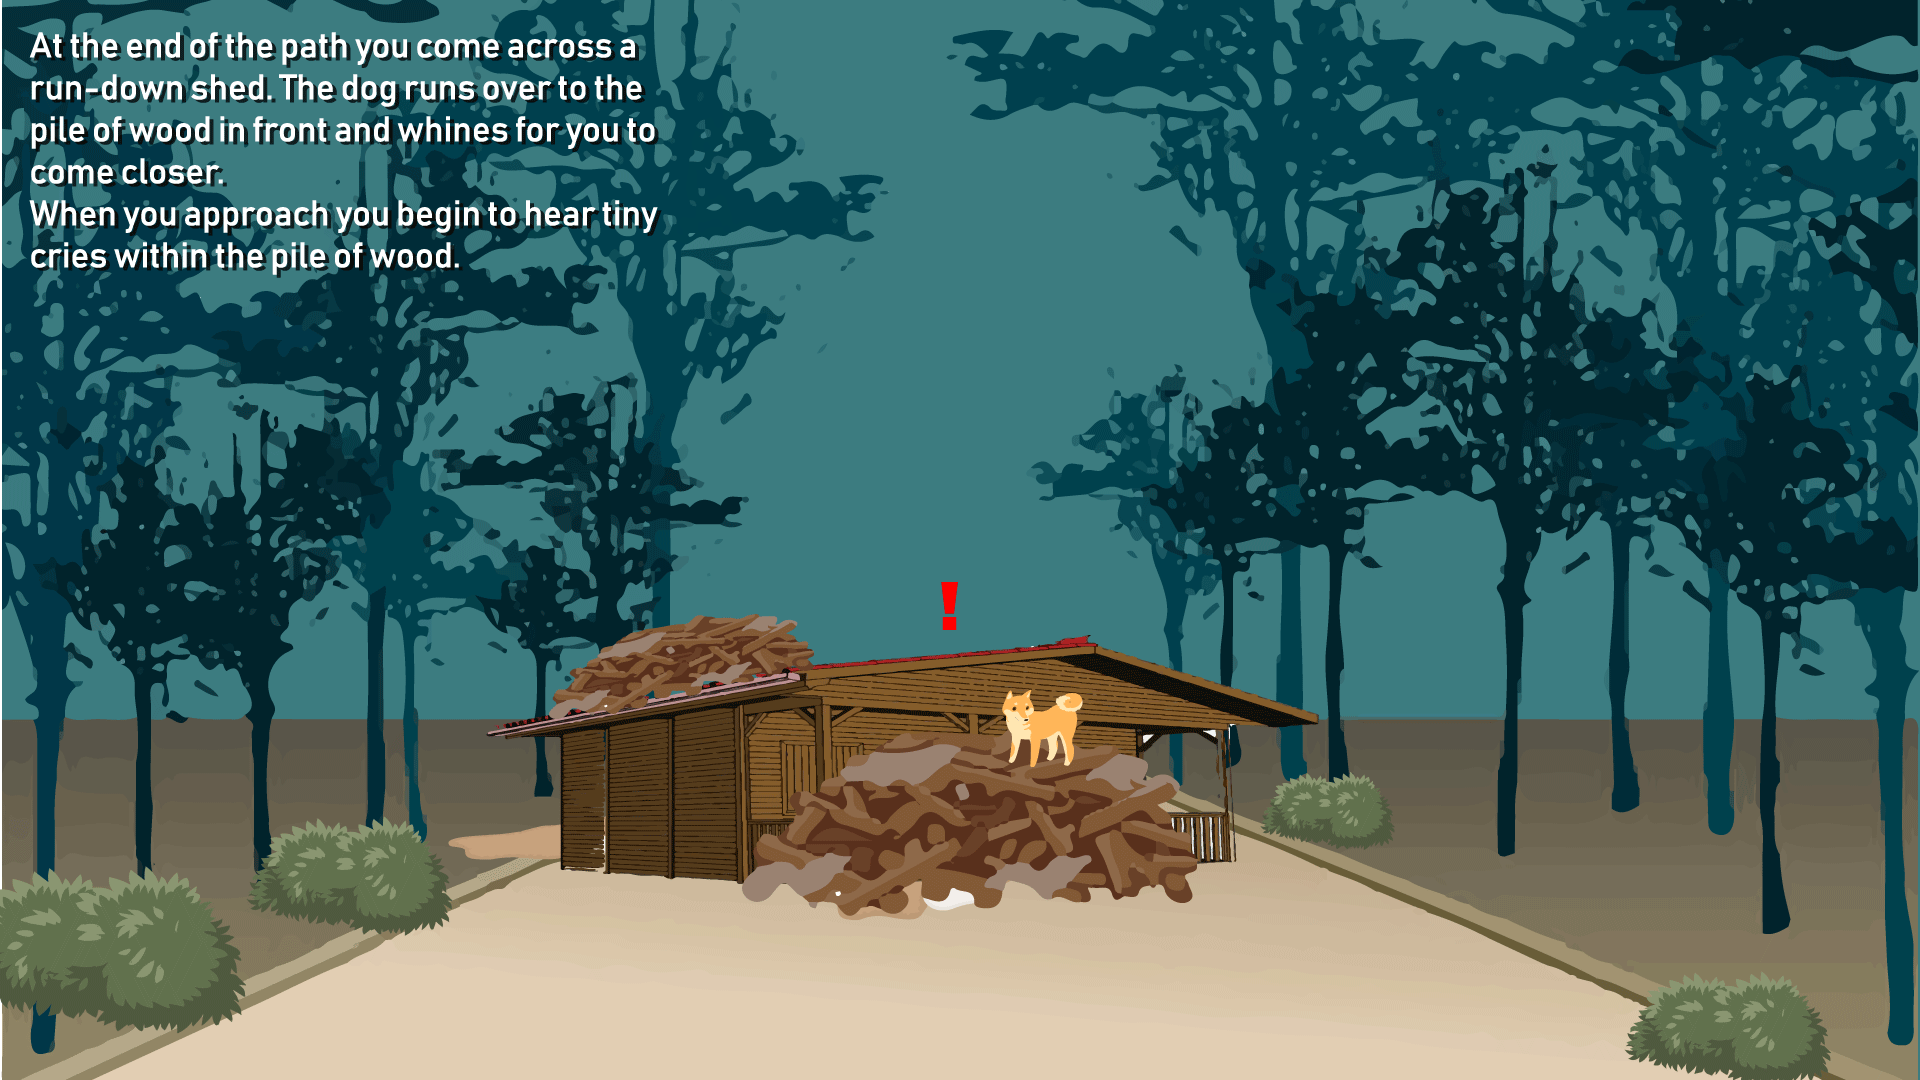 At the end of the path you come across a
run-down shed. The dog runs over to the
pile of wood in front and whines for you to
come closer.
When you approach you begin to hear tiny
cries within the pile of wood.
!